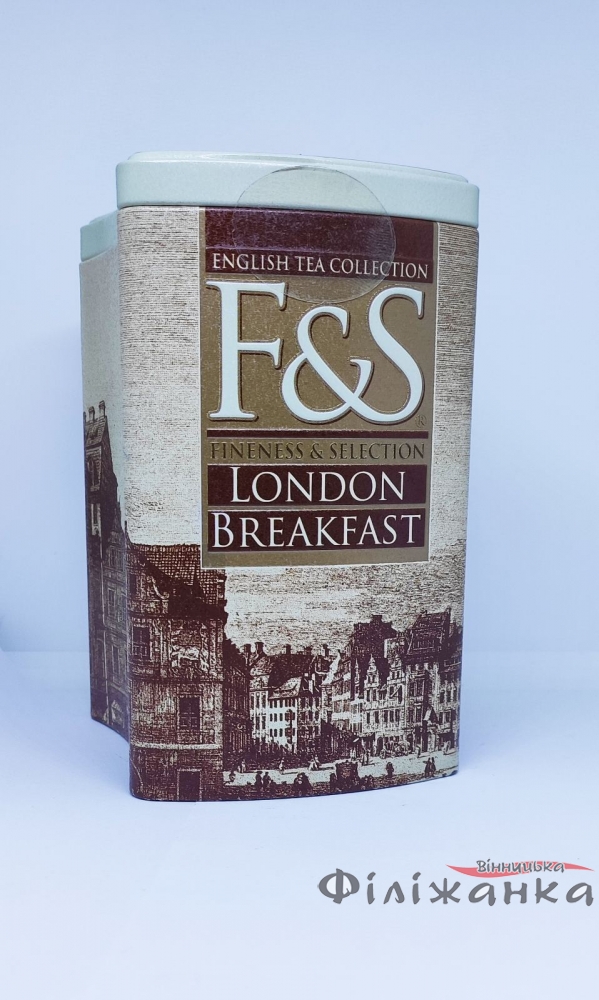 ENGLISH TEA COLLECTION
F&S
®
FINENESS & SELECTION
LONDON
BREAKFAST
Вінницька
Філіжанка